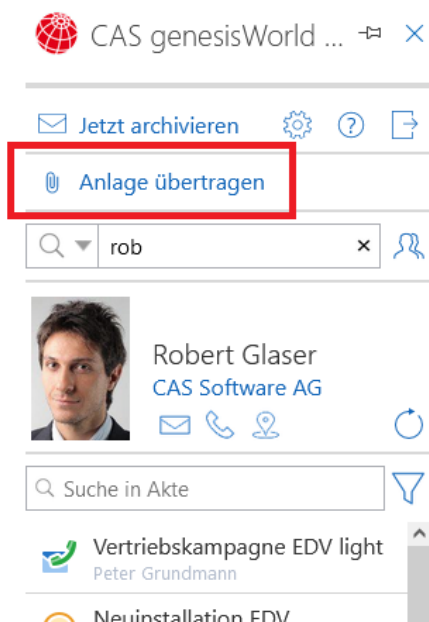 CAS genesisWorld ...
Jetzt archivieren
Anlage übertragen
rob
Robert Glaser
CAS Software AG
Suche in Akte
Vertriebskampagne EDV light
Peter Grundmann
Neuinstallation EDV